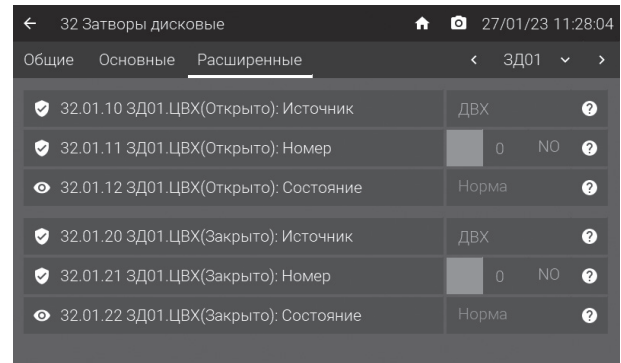 32 Затворы дисковые 27/01/23 11:28:04
Общие Основные Расширенные ЗД01
32.01.10 ЗД01.ЦВХ(Открыто): Источник ДВХ
32.01.11 ЗД01.ЦВХ(Открыто): Номер 0 NO
32.01.12 ЗД01.ЦВХ(Открыто): Состояние Норма
32.01.20 ЗД01.ЦВХ(Закрыто): Источник ДВХ
32.01.21 ЗД01.ЦВХ(Закрыто): Номер 0 NO
32.01.22 ЗД01.ЦВХ(Закрыто): Состояние Норма